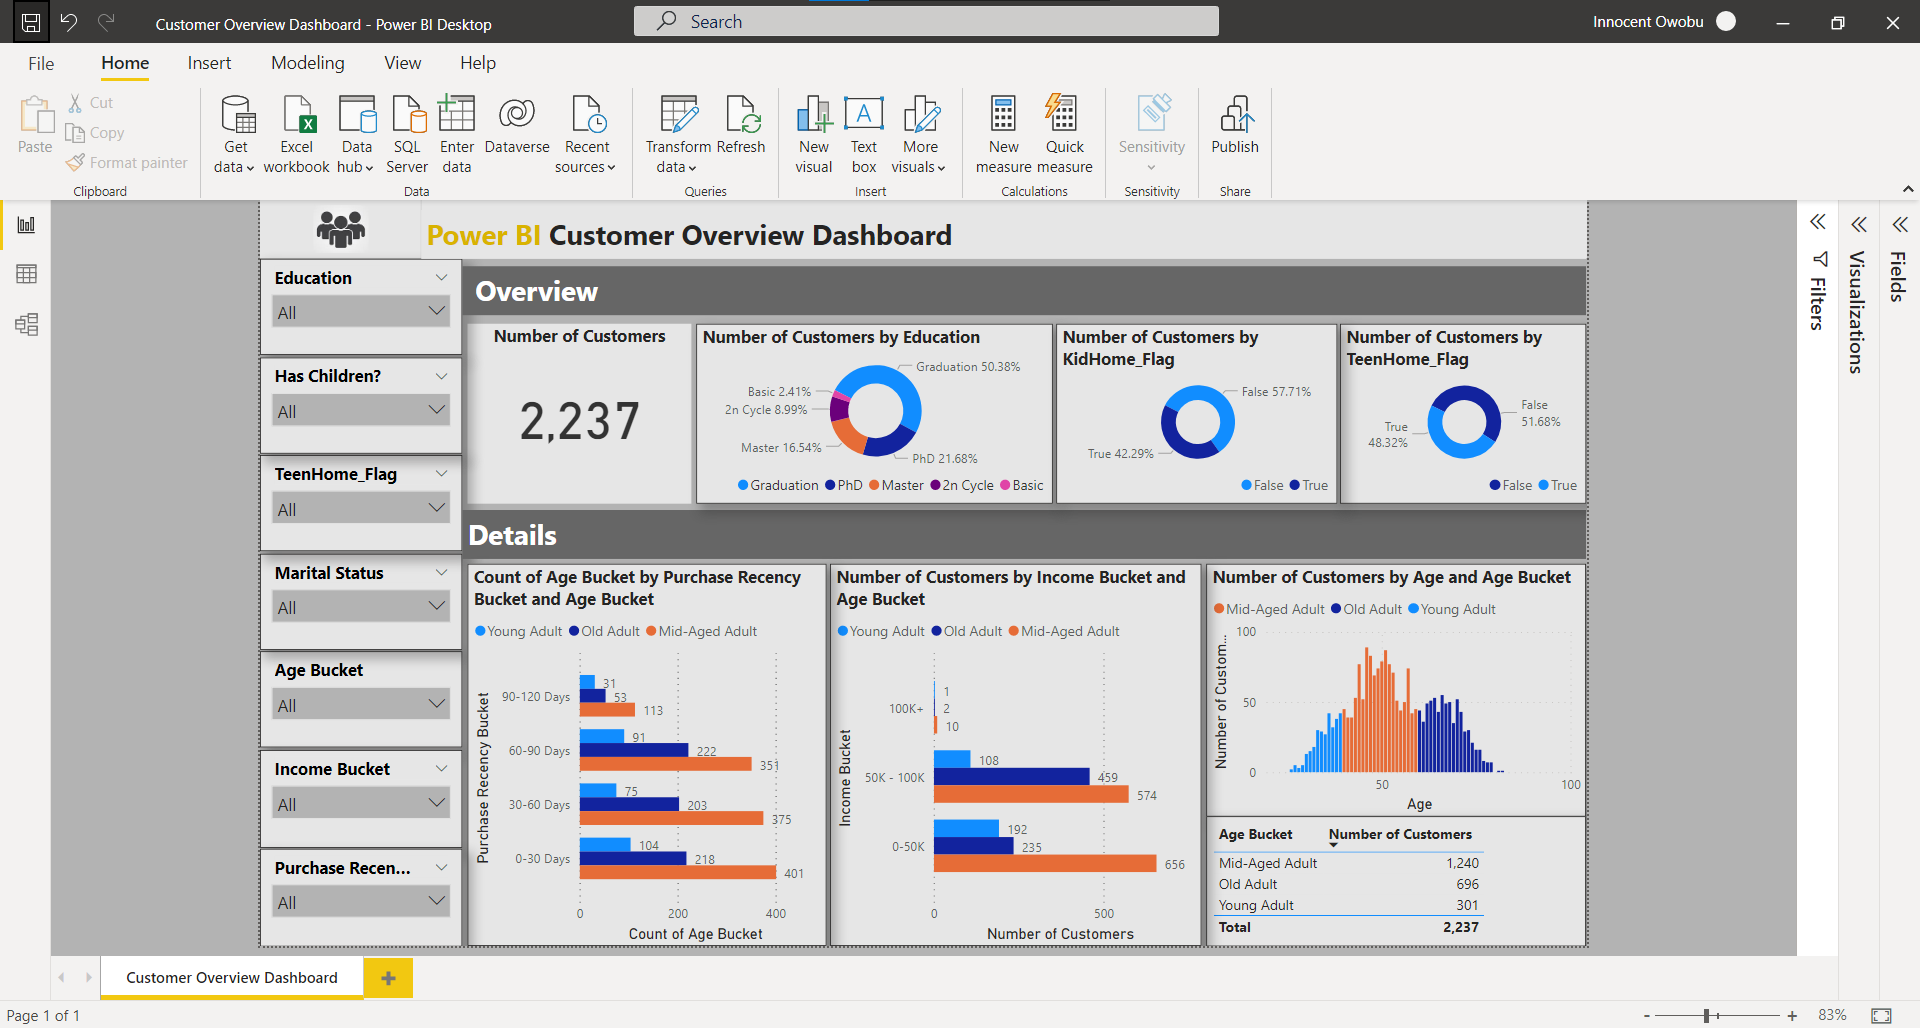 Customer Overview Dashboard - Power BI Desktop
Search
Innocent Owobu
File Home Insert Modeling View Help
Paste
Cut
Copy
Format painter
Clipboard
Get data
Excel workbook
Data hub
SQL Server
Enter data
Dataverse
Recent sources
Data
Transform data
Refresh
Queries
New visual
Text box
A
More visuals
Insert
New measure
Quick measure
Calculations
Sensitivity
Sensitivity
Publish
Share
Power BI Customer Overview Dashboard
Education
All
Has Children?
All
TeenHome_Flag
All
Marital Status
All
Age Bucket
All
Income Bucket
All
Purchase Recen...
All
Overview
Number of Customers
2,237
Number of Customers by Education
Graduation 50.38%
Basic 2.41%
2n Cycle 8.99%
Master 16.54%
PhD 21.68%
Graduation PhD Master 2n Cycle Basic
Number of Customers by
KidHome_Flag
False 57.71%
True 42.29%
False True
Number of Customers by
TeenHome_Flag
False
51.68%
True
48.32%
False True
Details
Count of Age Bucket by Purchase Recency
Bucket and Age Bucket
Young Adult Old Adult Mid-Aged Adult
Purchase Recency Bucket
90-120 Days
31
53
113
60-90 Days
91
222
351
30-60 Days
75
203
375
0-30 Days
104
218
401
0 200 400
Count of Age Bucket
Number of Customers by Income Bucket and
Age Bucket
Young Adult Old Adult Mid-Aged Adult
Income Bucket
100K+
1
2
10
50K - 100K
108
459
574
0-50K
192
235
656
0 500
Number of Customers
Number of Customers by Age and Age Bucket
Mid-Aged Adult Old Adult Young Adult
Number of Custom...
100
50
0
50 100
Age
Age Bucket Number of Customers
Mid-Aged Adult 1,240
Old Adult 696
Young Adult 301
Total 2,237
Filters
Visualizations
Fields
Customer Overview Dashboard
+
Page 1 of 1
- + 83%